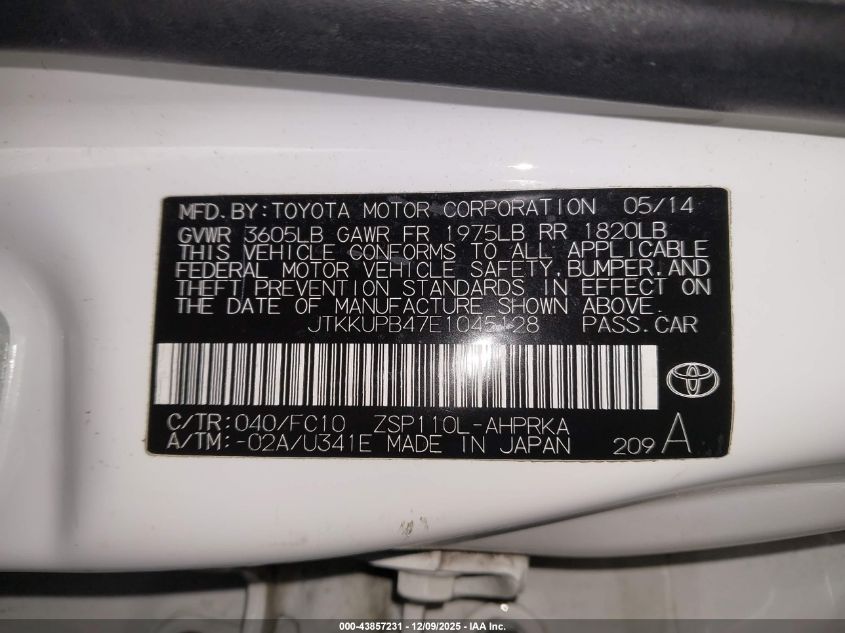 MFD.BY:TOYOTA MOTOR CORPORATION 05/14
GVWR 3605LB GAWR FR 1975LB RR 1820LB
THIS VEHICLE CONFORMS TO ALL APPLICABLE
FEDERAL MOTOR VEHICLE SAFETY,BUMPER,AND
THEFT PREVENTION STANDARDS IN EFFECT ON
THE DATE OF MANUFACTURE SHOWN ABOVE.
JTKKUPB47E1045128 PASS.CAR
C/TR:040/FC10 ZSP110L-AHPRKA
A/TM:-02A/U341E MADE IN JAPAN 209 A
000-43857231 - 12/09/2025 - IAA